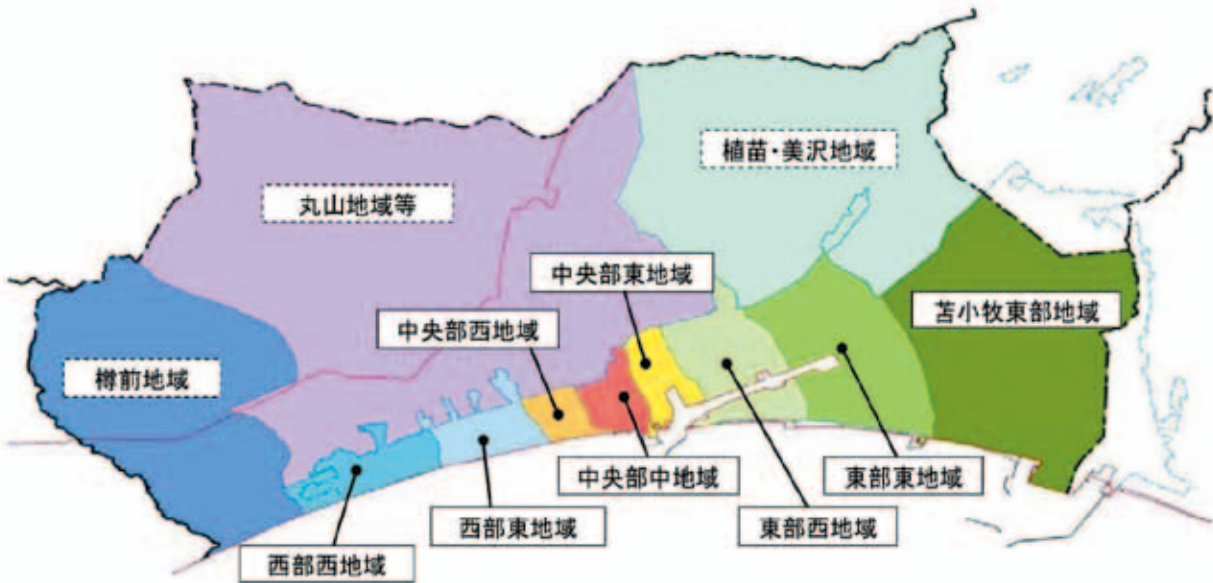 植苗・美沢地域
丸山地域等
中央部東地域
苫小牧東部地域
中央部西地域
樽前地域
中央部中地域
東部東地域
西部東地域
東部西地域
西部西地域